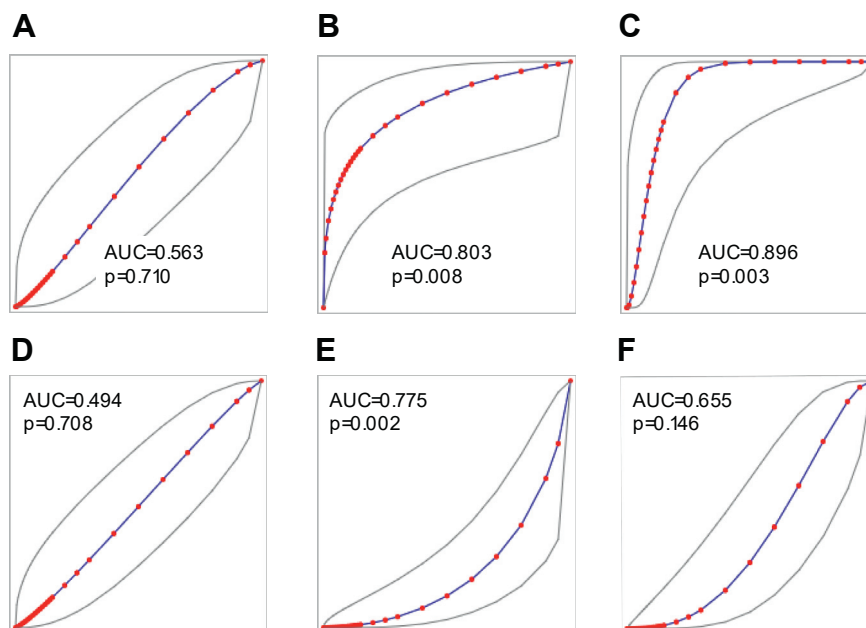 A
B
C
AUC=0.563
p=0.710
AUC=0.803
p=0.008
AUC=0.896
p=0.003
D
E
F
AUC=0.494
p=0.708
AUC=0.775
p=0.002
AUC=0.655
p=0.146